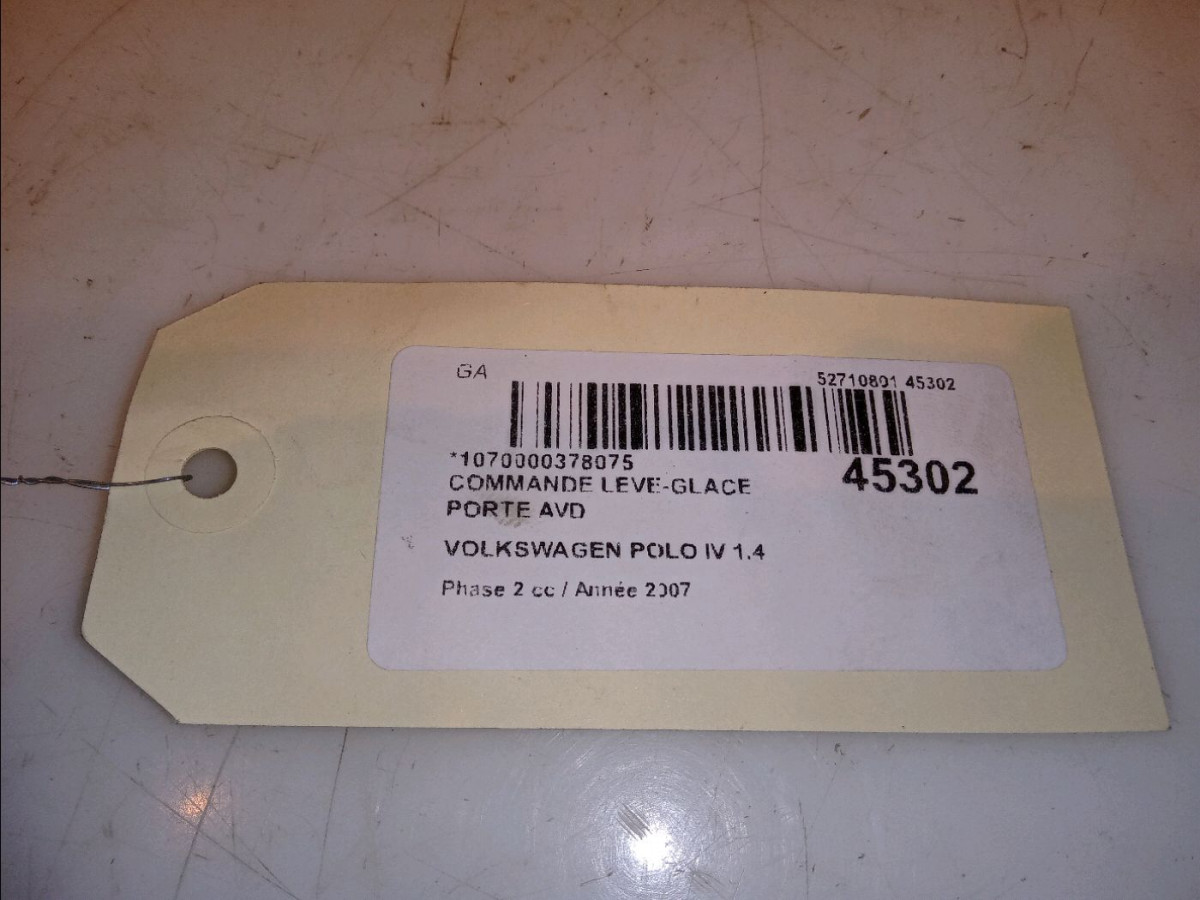 GA
52710801 45302
*1070000378075
45302
COMMANDE LEVE-GLACE
PORTE AVD
VOLKSWAGEN POLO IV 1.4
Phase 2 cc / Année 2007